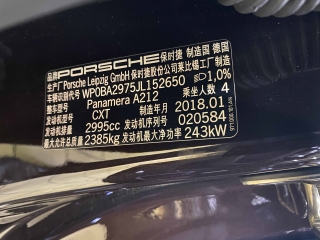 品牌 PORSCHE 保时捷 制造国 德国
生产厂 Porsche Leipzig GmbH 保时捷股份公司莱比锡工厂制造
车辆识别代号 WP0BA2975JL152650 1,0%
型号 Panamera A212 乘坐人数 4
发动机型号 CXT 制造年月 2018.01
发动机排量 2995cc 发动机序列号 020584
最大允许总质量 2385kg 发动机最大净功率 243kW